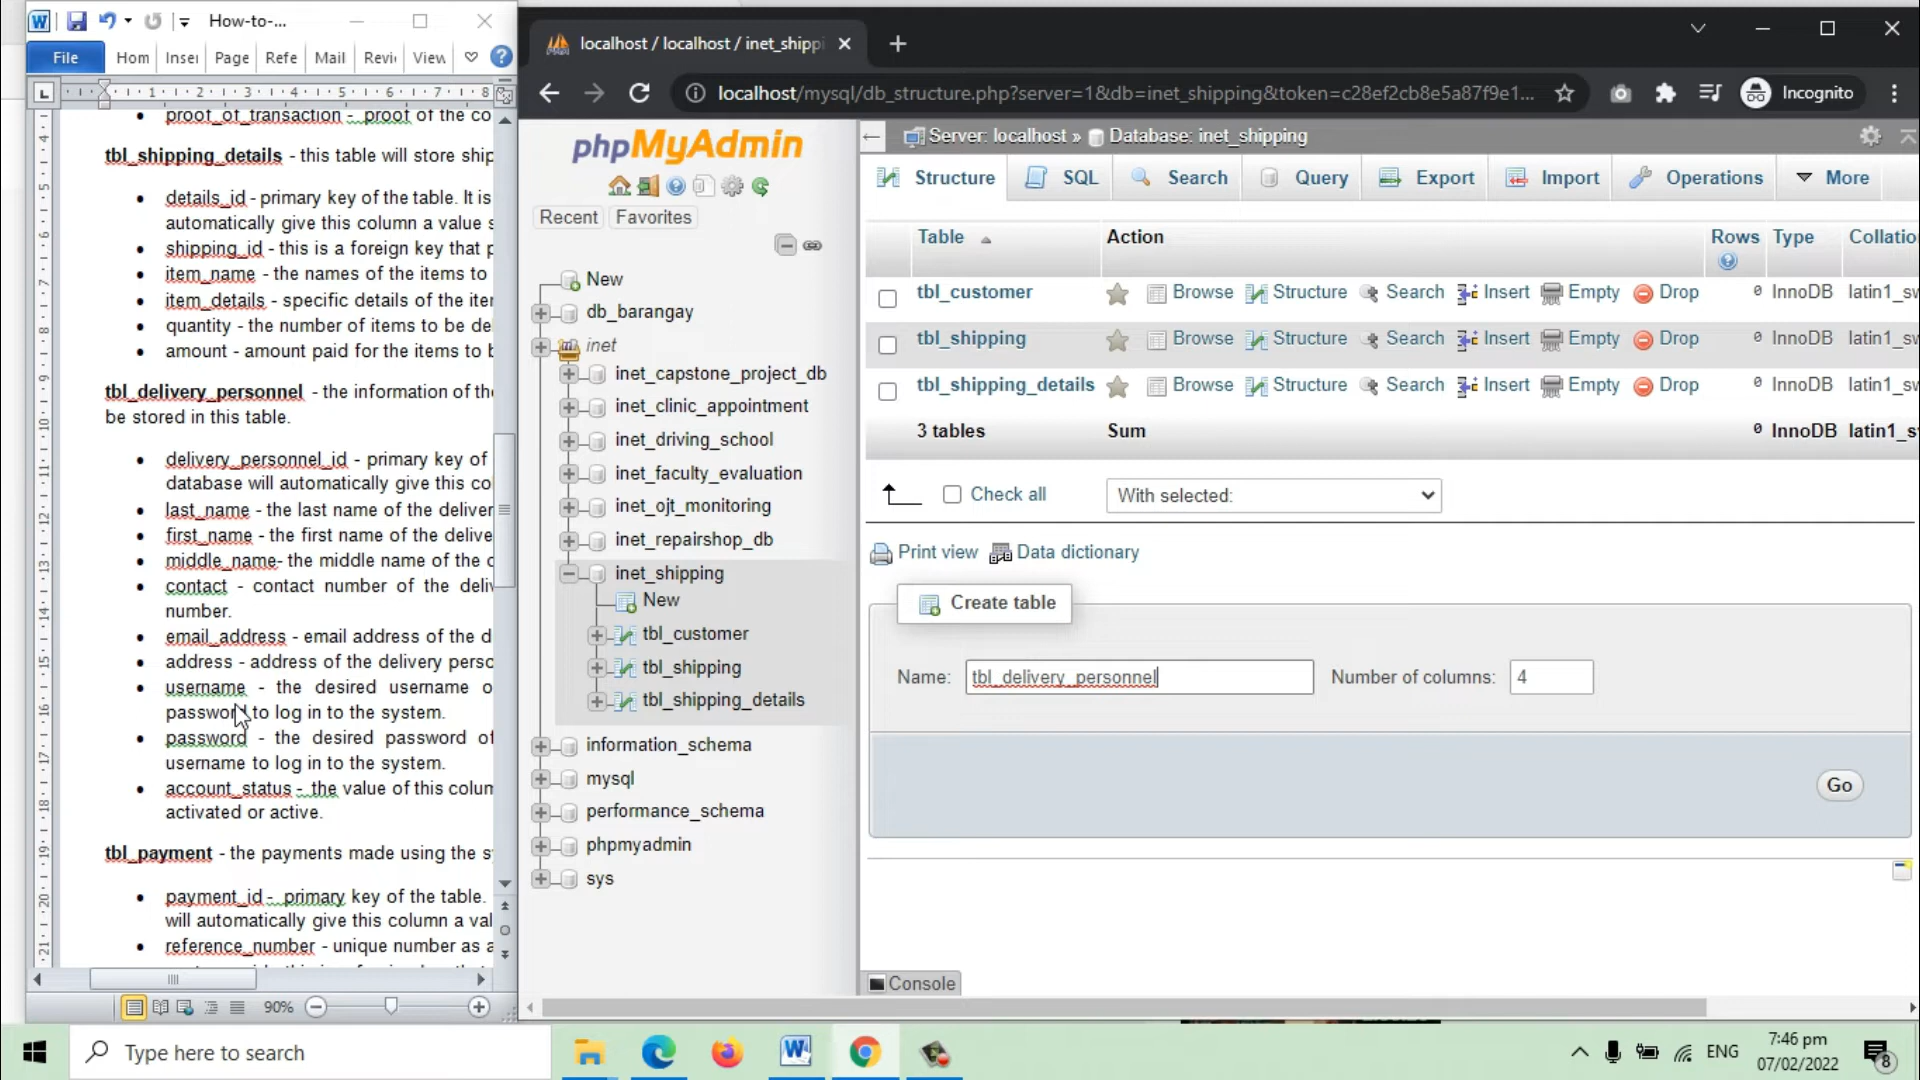 How-to-...
File Hom Inser Page Refe Mail Revi View
proof_of_transaction - proof of the co
tbl_shipping_details - this table will store ship
details_id - primary key of the table. It is
automatically give this column a value s
shipping_id - this is a foreign key that p
item_name - the names of the items to
item_details - specific details of the iter
quantity - the number of items to be de
amount - amount paid for the items to b
tbl_delivery_personnel - the information of the
be stored in this table.
delivery_personnel_id - primary key of
database will automatically give this co
last_name - the last name of the deliver
first_name - the first name of the delive
middle_name- the middle name of the c
contact - contact number of the deliv
number.
email_address - email address of the d
address - address of the delivery perso
username - the desired username o
password to log in to the system.
password - the desired password of
username to log in to the system.
account_status - the value of this colum
activated or active.
tbl_payment - the payments made using the s
payment_id - primary key of the table.
will automatically give this column a val
reference_number - unique number as a
90%
localhost / localhost / inet_shippi
localhost/mysql/db_structure.php?server=1&db=inet_shipping&token=c28ef2cb8e5a87f9e1...
Incognito
phpMyAdmin
Recent Favorites
New
db_barangay
inet
inet_capstone_project_db
inet_clinic_appointment
inet_driving_school
inet_faculty_evaluation
inet_ojt_monitoring
inet_repairshop_db
inet_shipping
New
tbl_customer
tbl_shipping
tbl_shipping_details
information_schema
mysql
performance_schema
phpmyadmin
sys
Server: localhost » Database: inet_shipping
Structure SQL Search Query Export Import Operations More
Table Action Rows Type Collatio
tbl_customer Browse Structure Search Insert Empty Drop 0 InnoDB latin1_sw
tbl_shipping Browse Structure Search Insert Empty Drop 0 InnoDB latin1_sw
tbl_shipping_details Browse Structure Search Insert Empty Drop 0 InnoDB latin1_sw
3 tables Sum 0 InnoDB latin1_s
Check all With selected:
Print view Data dictionary
Create table
Name: tbl_delivery_personnel Number of columns: 4
Go
Console
Type here to search
ENG
7:46 pm
07/02/2022
8